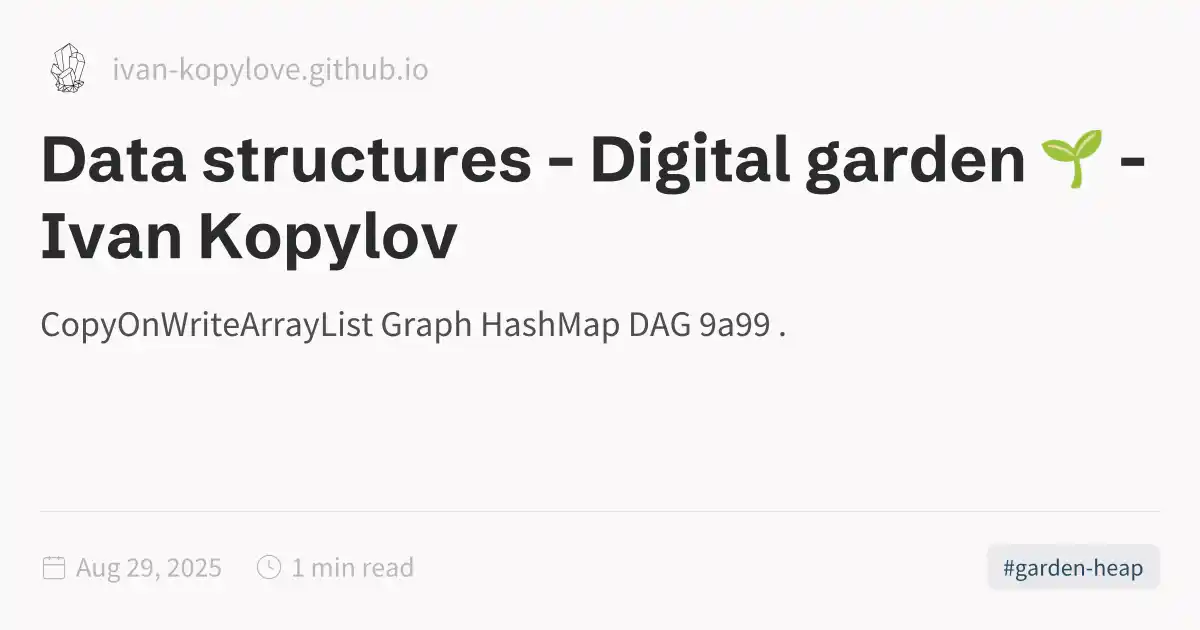 ivan-kopylove.github.io
Data structures - Digital garden 🌱 -
Ivan Kopylov
CopyOnWriteArrayList Graph HashMap DAG 9a99 .
Aug 29, 2025
1 min read
#garden-heap